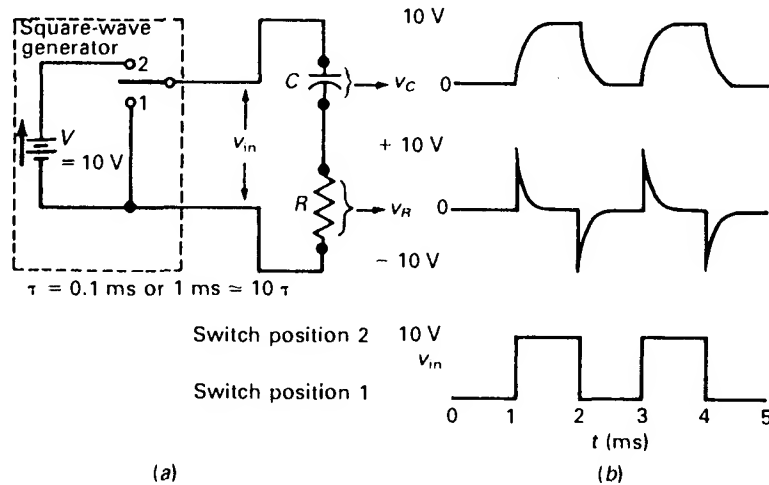 Square-wave
generator
2
1
V
= 10 V
v_in
C
R
v_C
v_R
τ = 0.1 ms or 1 ms ≃ 10 τ
10 V
0
+ 10 V
0
− 10 V
Switch position 2
10 V
v_in
Switch position 1
0 1 2 3 4 5
t (ms)
(a)
(b)